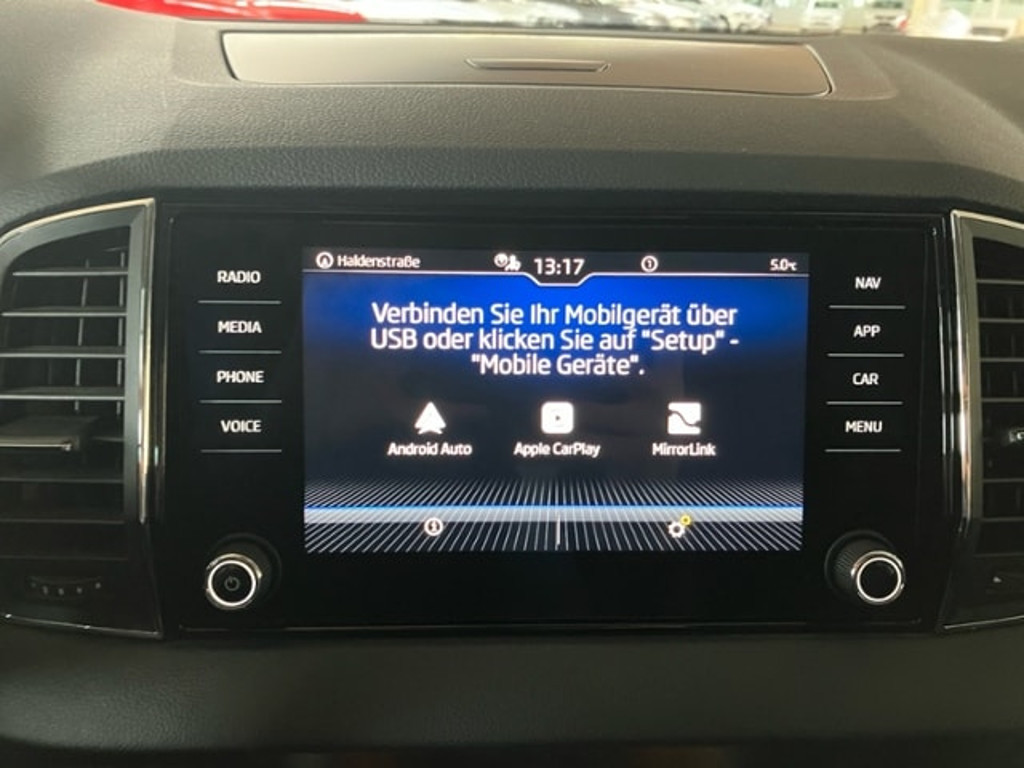 Haldenstraße 13:17 5.0°c
RADIO
MEDIA
PHONE
VOICE
Verbinden Sie Ihr Mobilgerät über
USB oder klicken Sie auf "Setup" -
"Mobile Geräte".
Android Auto Apple CarPlay MirrorLink
NAV
APP
CAR
MENU